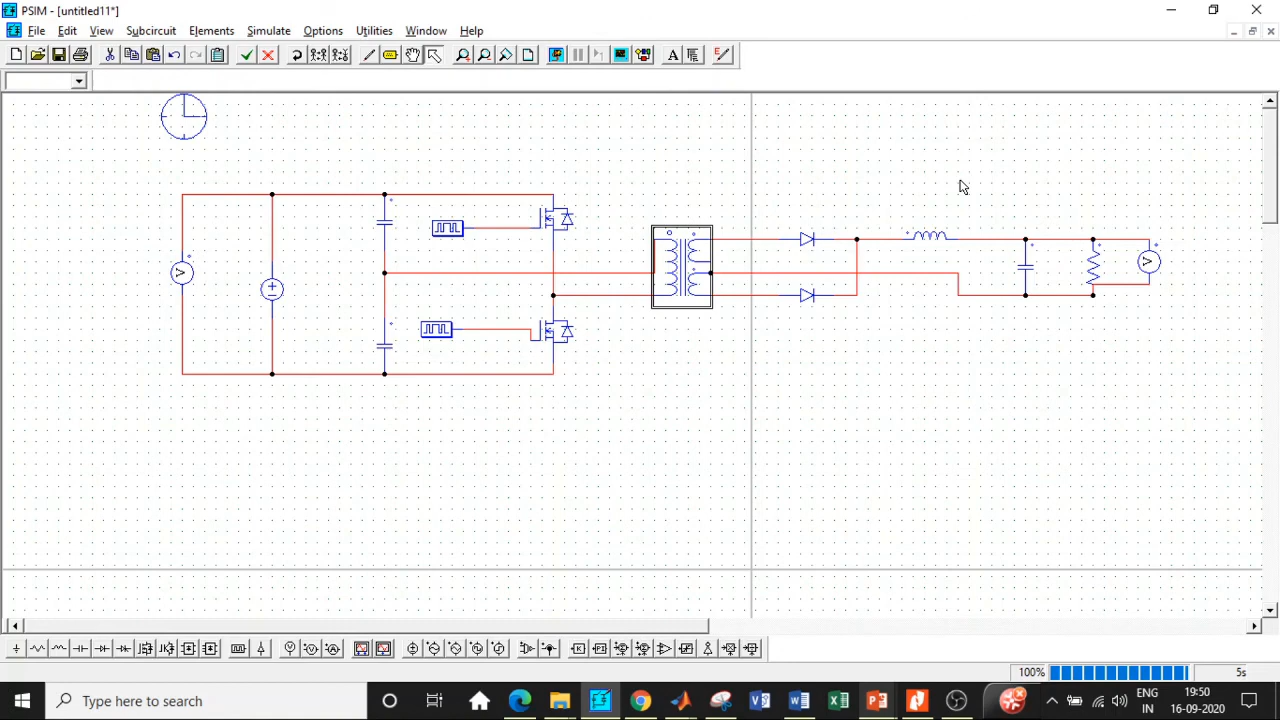 PSIM - [untitled11*]
File Edit View Subcircuit Elements Simulate Options Utilities Window Help
100% 5s
Type here to search
ENG 19:50
IN 16-09-2020